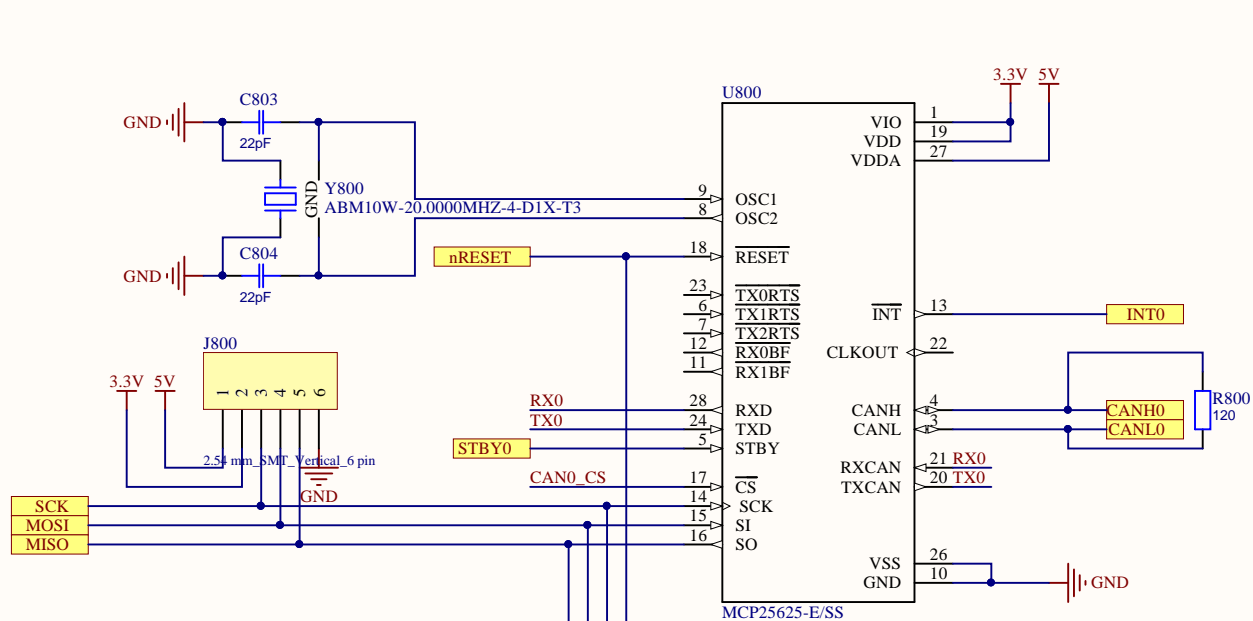 3.3V 5V
U800
C803
GND
22pF
VIO 1
VDD 19
VDDA 27
Y800
GND
ABM10W-20.0000MHZ-4-D1X-T3
9 OSC1
8 OSC2
C804
GND
22pF
nRESET
18 RESET
23 TX0RTS
6 TX1RTS
7 TX2RTS
12 RX0BF
11 RX1BF
INT 13
INT0
CLKOUT 22
J800
3.3V 5V
1 2 3 4 5 6
2.54 mm_SMT_Vertical_6 pin
GND
RX0 28 RXD
TX0 24 TXD
STBY0 5 STBY
CANH 4 CANH0
CANL 3 CANL0
R800
120
RXCAN 21 RX0
TXCAN 20 TX0
CAN0_CS 17 CS
SCK 14 SCK
MOSI 15 SI
MISO 16 SO
VSS 26
GND 10 GND
MCP25625-E/SS